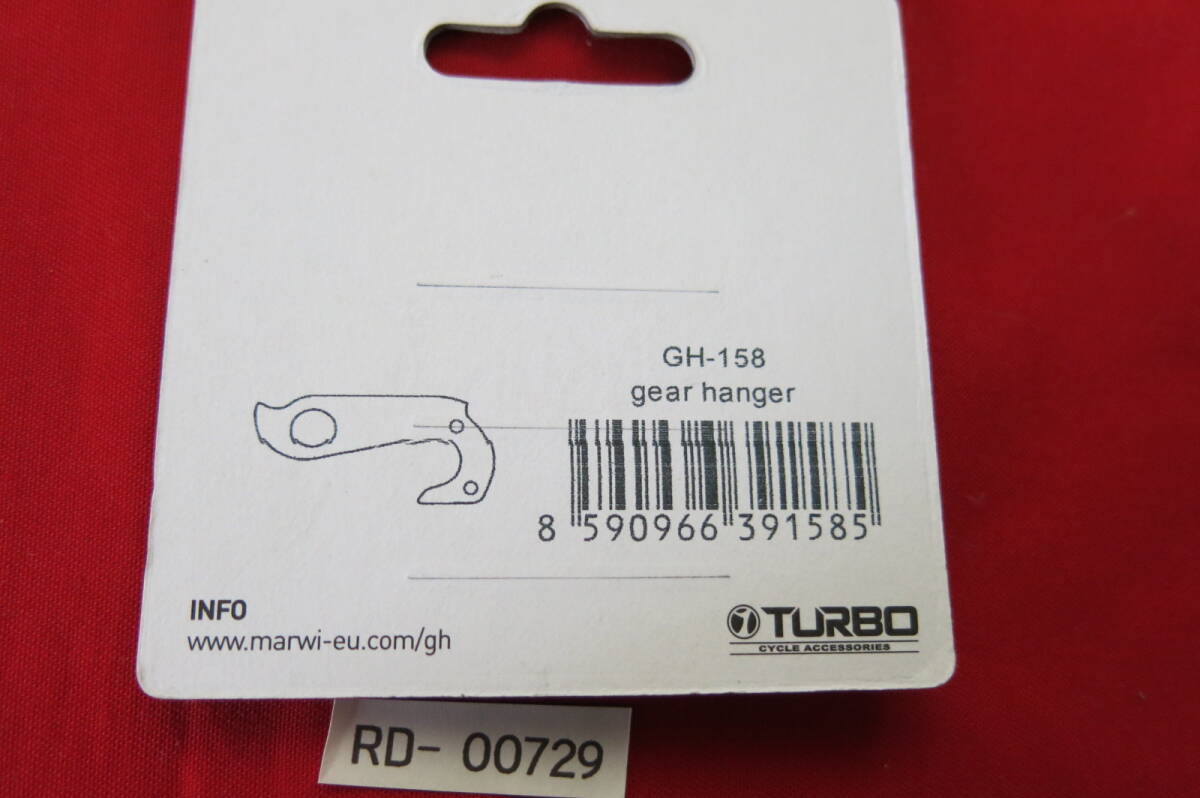 GH-158
gear hanger
8 590966 391585
INFO
www.marwi-eu.com/gh
TURBO
CYCLE ACCESSORIES
RD- 00729